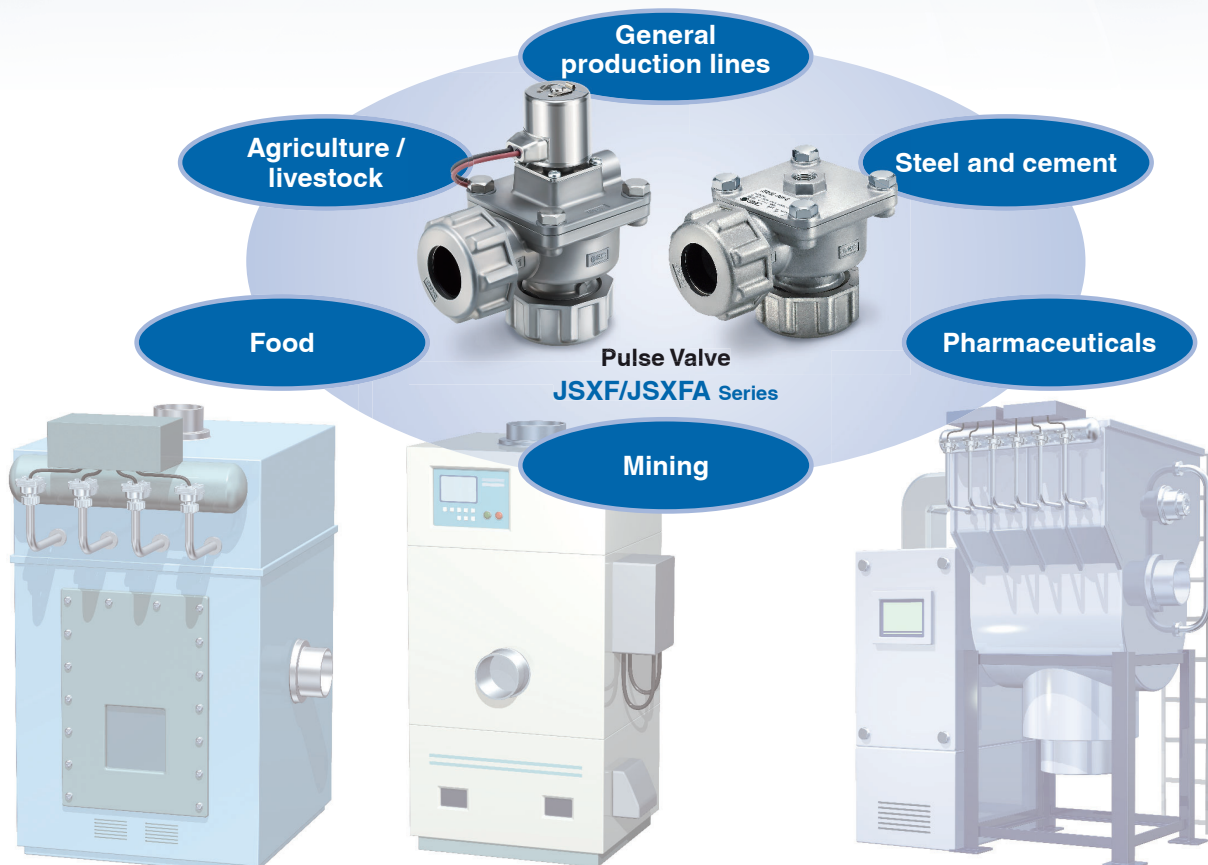 General
production lines
Agriculture /
livestock
Steel and cement
Food
Pharmaceuticals
Pulse Valve
JSXF/JSXFA Series
Mining